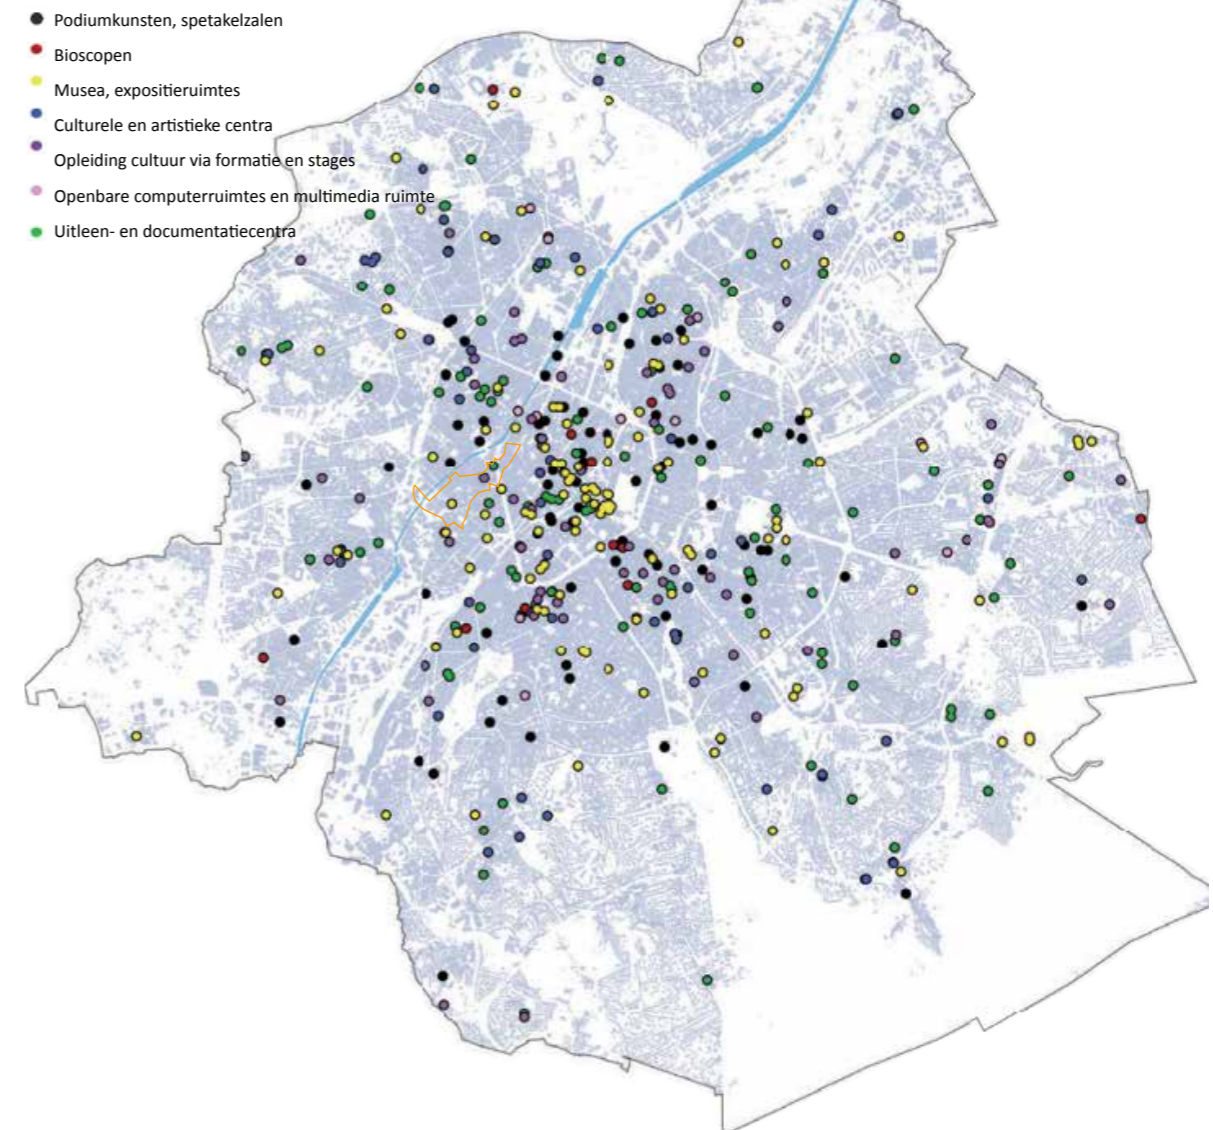 Podiumkunsten, spetakelzalen
Bioscopen
Musea, expositieruimtes
Culturele en artistieke centra
Opleiding cultuur via formatie en stages
Openbare computerruimtes en multimedia ruimte
Uitleen- en documentatiecentra